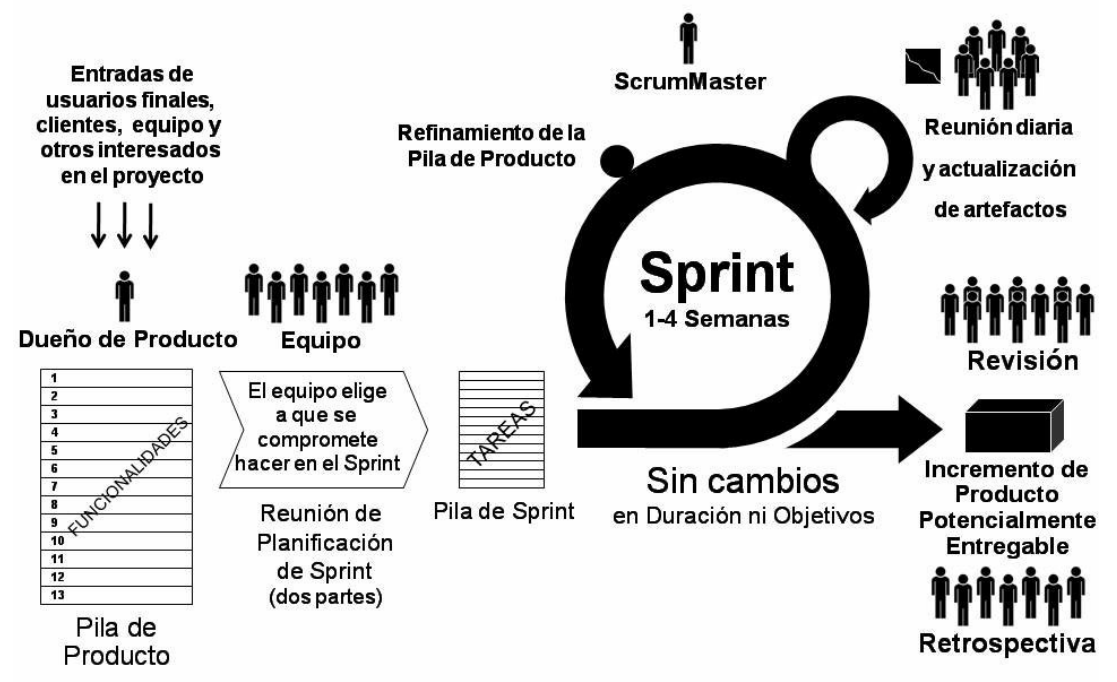 Entradas de
usuarios finales,
clientes, equipo y
otros interesados
en el proyecto
Dueño de Producto
1
2
3
4
5
6
7
8
9
10
11
12
13
FUNCIONALIDADES
Pila de
Producto
Equipo
El equipo elige
a que se
compromete
hacer en el Sprint
Reunión de
Planificación
de Sprint
(dos partes)
TAREAS
Pila de Sprint
Refinamiento de la
Pila de Producto
ScrumMaster
Sprint
1-4 Semanas
Sin cambios
en Duración ni Objetivos
Reunión diaria
y actualización
de artefactos
Revisión
Incremento de
Producto
Potencialmente
Entregable
Retrospectiva